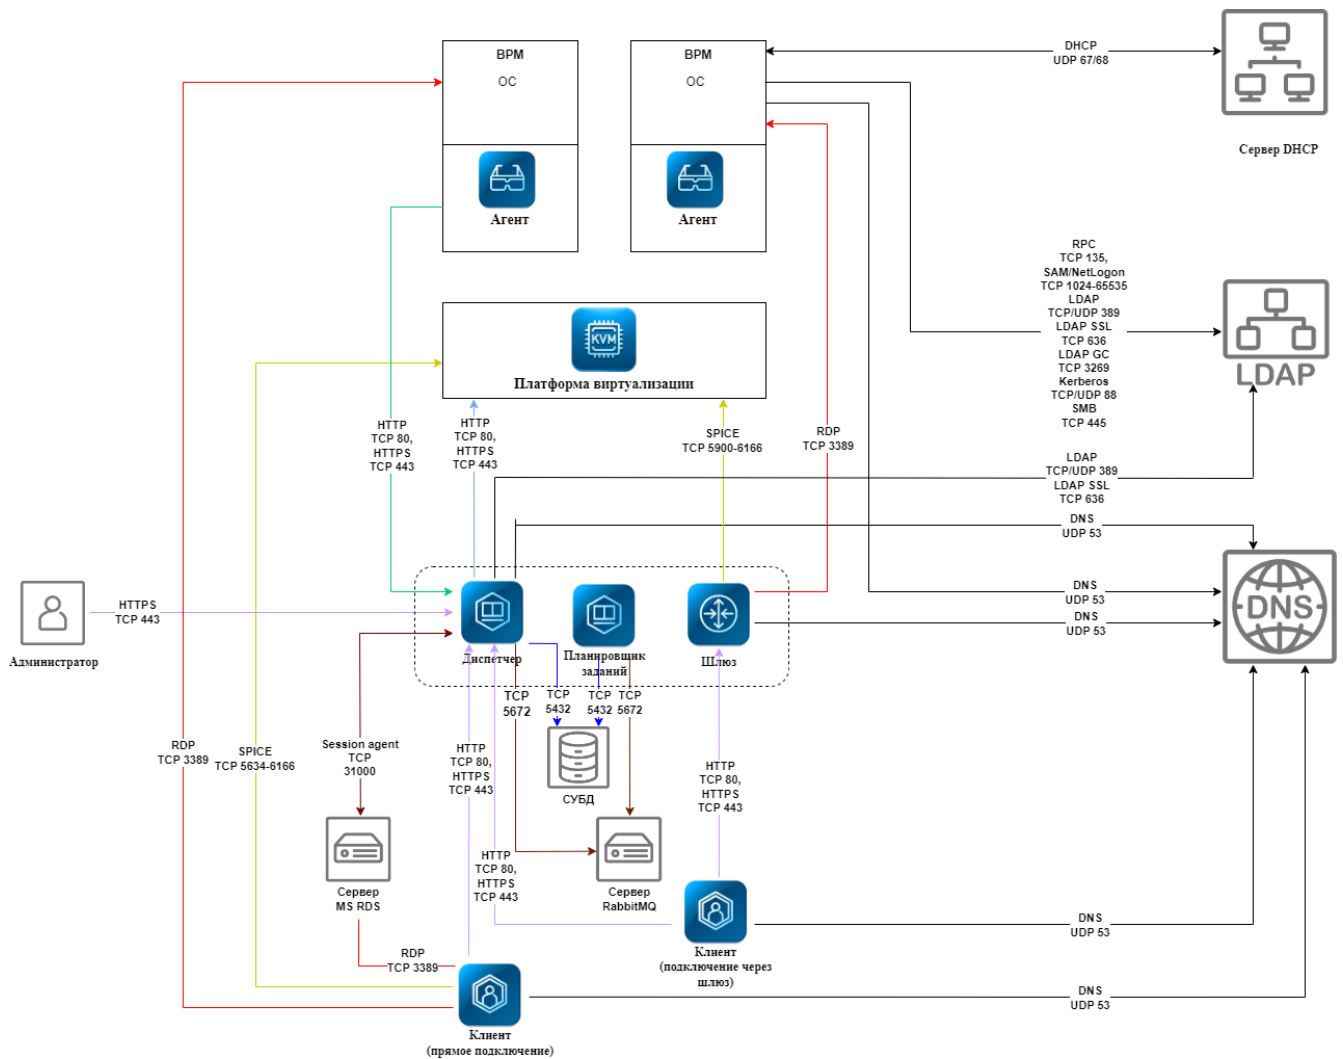 ВРМ
ОС
Агент
ВРМ
ОС
Агент
DHCP
UDP 67/68
Сервер DHCP
RPC
TCP 135,
SAM/NetLogon
TCP 1024-65535
LDAP
TCP/UDP 389
LDAP SSL
TCP 636
LDAP GC
TCP 3269
Kerberos
TCP/UDP 88
SMB
TCP 445
LDAP
KVM
Платформа виртуализации
HTTP
TCP 80,
HTTPS
TCP 443
HTTP
TCP 80,
HTTPS
TCP 443
SPICE
TCP 5900-6166
RDP
TCP 3389
LDAP
TCP/UDP 389
LDAP SSL
TCP 636
DNS
UDP 53
DNS
UDP 53
DNS
UDP 53
DNS
Администратор
HTTPS
TCP 443
Диспетчер
Планировщик
заданий
Шлюз
TCP
5672
TCP
5432
TCP
5432
TCP
5672
СУБД
RDP
TCP 3389
SPICE
TCP 5634-6166
Session agent
TCP
31000
HTTP
TCP 80,
HTTPS
TCP 443
HTTP
TCP 80,
HTTPS
TCP 443
HTTP
TCP 80,
HTTPS
TCP 443
Сервер
MS RDS
Сервер
RabbitMQ
RDP
TCP 3389
Клиент
(подключение через
шлюз)
DNS
UDP 53
Клиент
(прямое подключение)
DNS
UDP 53